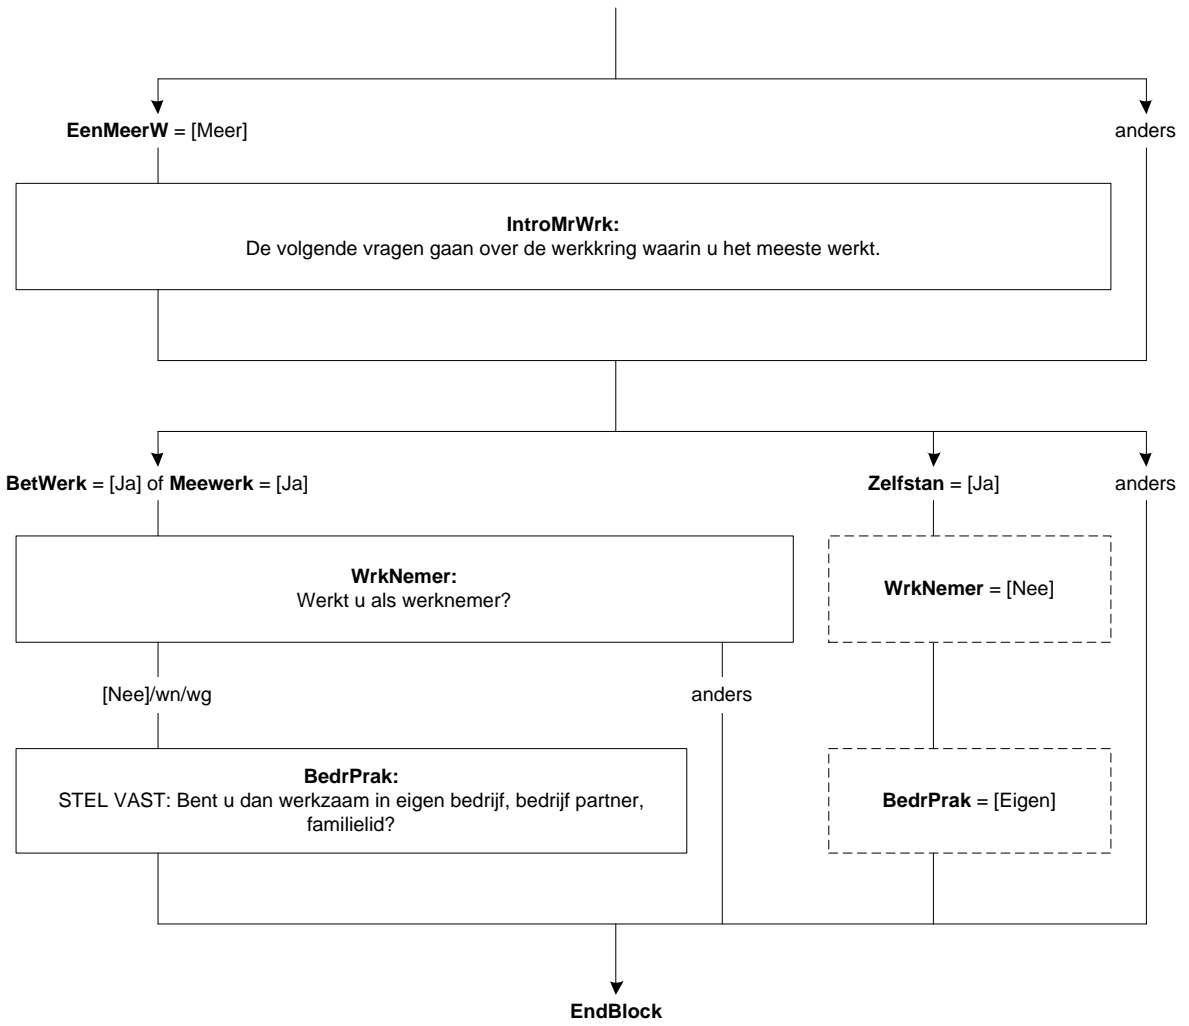 EenMeerW = [Meer]
anders
IntroMrWrk:
De volgende vragen gaan over de werkkring waarin u het meeste werkt.
BetWerk = [Ja] of Meewerk = [Ja]
Zelfstan = [Ja]
anders
WrkNemer:
Werkt u als werknemer?
WrkNemer = [Nee]
[Nee]/wn/wg
anders
BedrPrak:
STEL VAST: Bent u dan werkzaam in eigen bedrijf, bedrijf partner,
familielid?
BedrPrak = [Eigen]
EndBlock